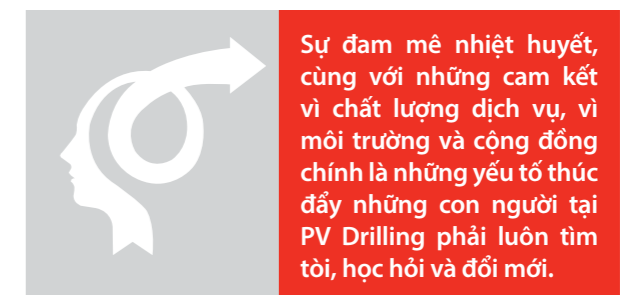 Sự đam mê nhiệt huyết,
cùng với những cam kết
vì chất lượng dịch vụ, vì
môi trường và cộng đồng
chính là những yếu tố thúc
đẩy những con người tại
PV Drilling phải luôn tìm
tòi, học hỏi và đổi mới.